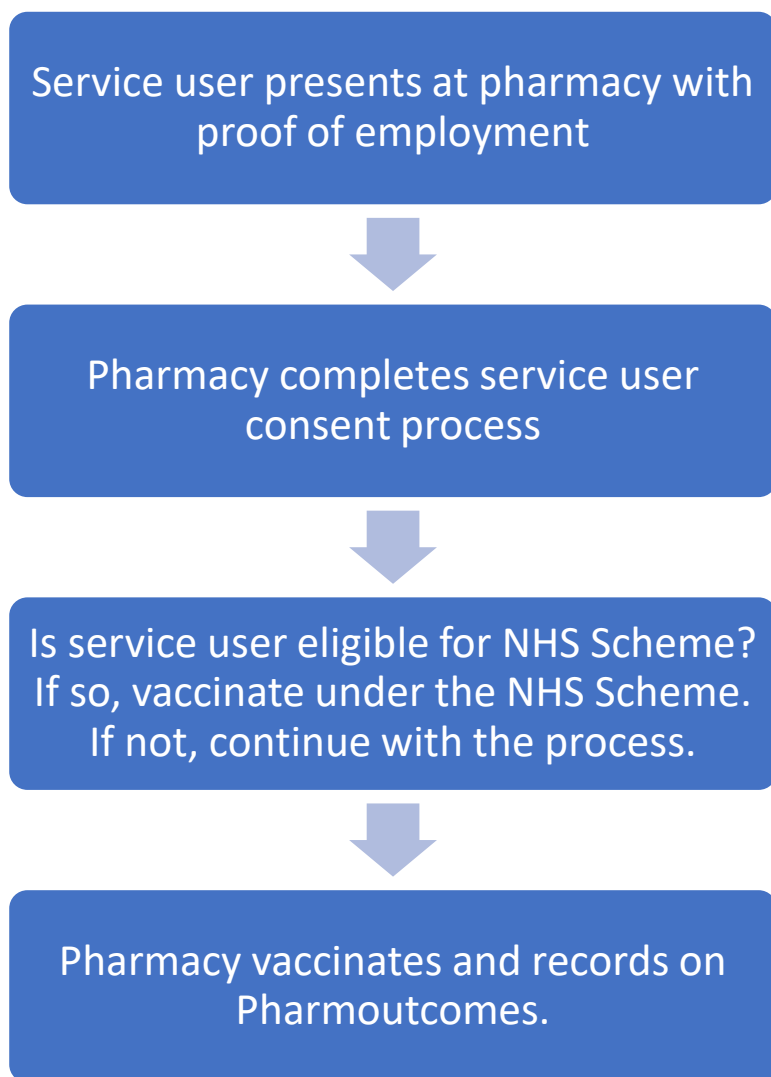 Service user presents at pharmacy with
proof of employment
Pharmacy completes service user
consent process
Is service user eligible for NHS Scheme?
If so, vaccinate under the NHS Scheme.
If not, continue with the process.
Pharmacy vaccinates and records on
Pharmoutcomes.